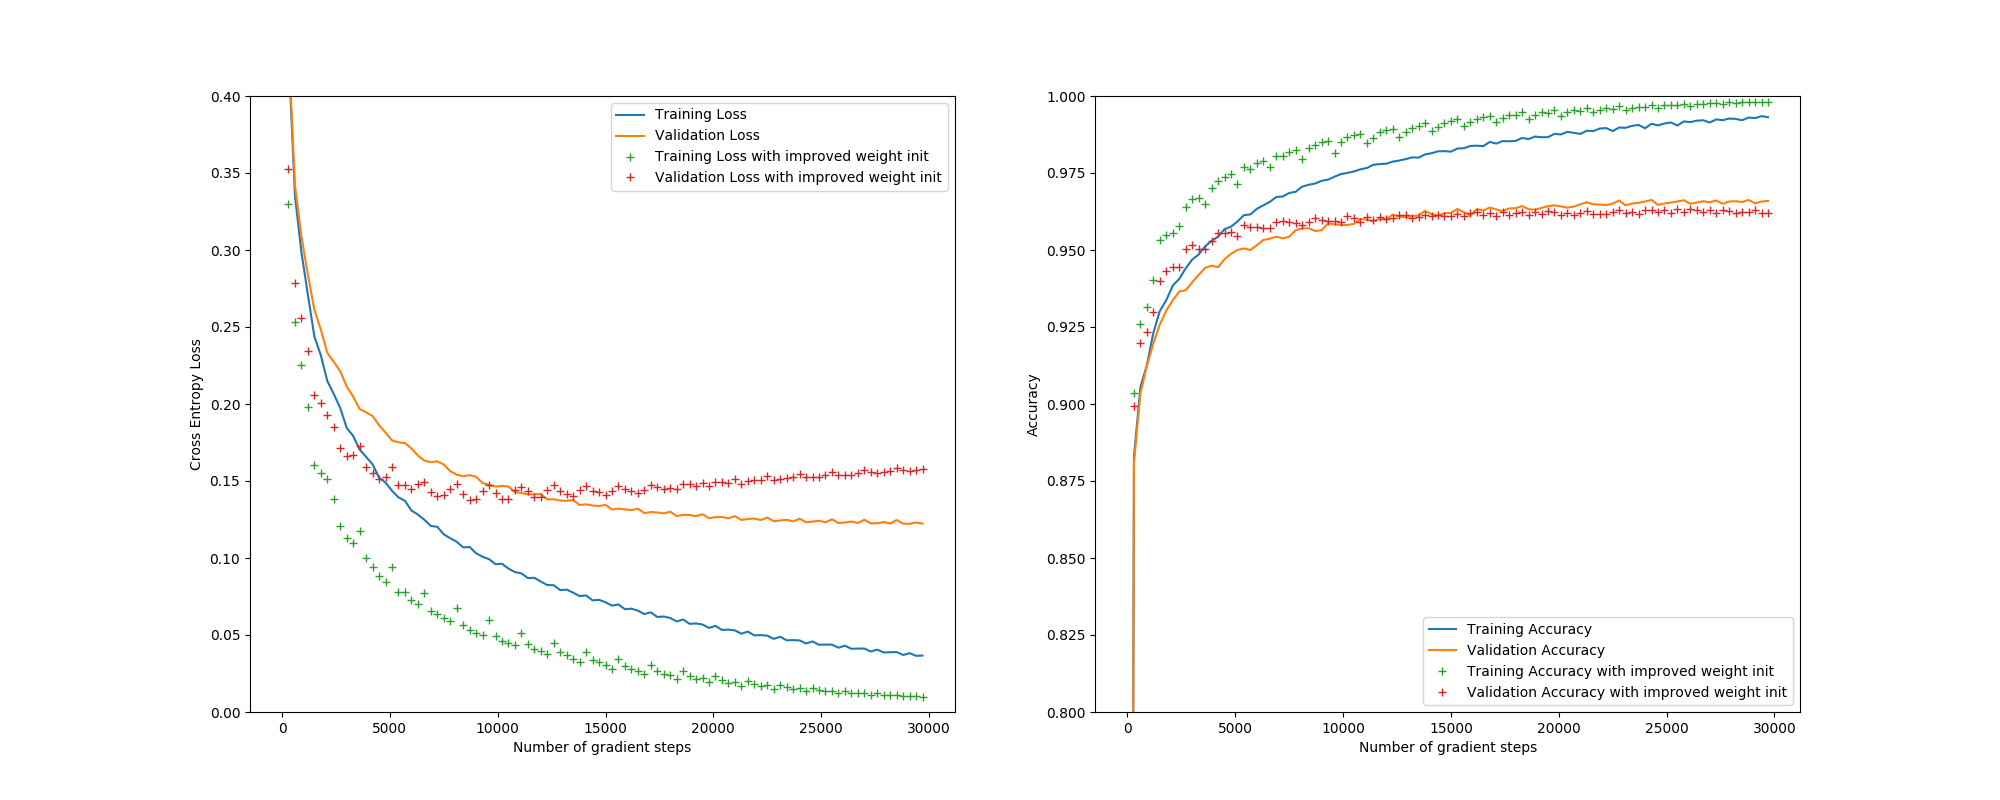 0.40
0.35
0.30
0.25
0.20
0.15
0.10
0.05
0.00
Cross Entropy Loss
Training Loss
Validation Loss
Training Loss with improved weight init
Validation Loss with improved weight init
0 5000 10000 15000 20000 25000 30000
Number of gradient steps
1.000
0.975
0.950
0.925
0.900
0.875
0.850
0.825
0.800
Accuracy
Training Accuracy
Validation Accuracy
Training Accuracy with improved weight init
Validation Accuracy with improved weight init
0 5000 10000 15000 20000 25000 30000
Number of gradient steps